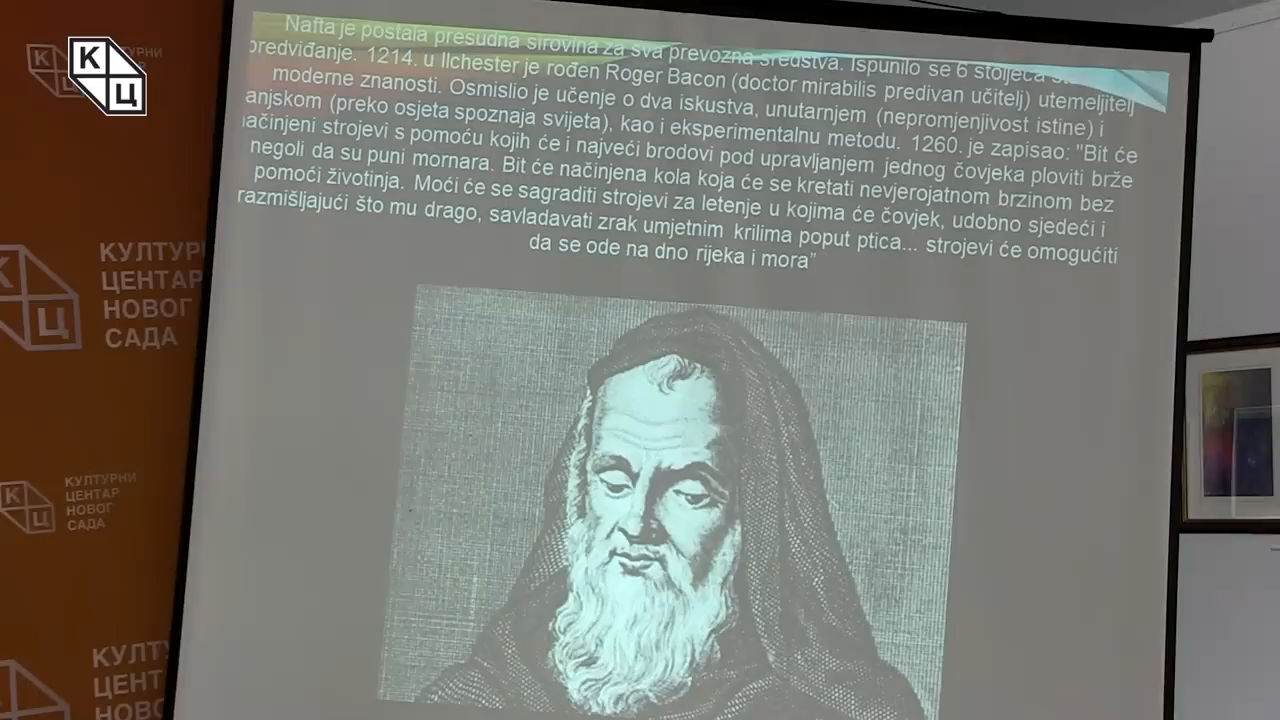 К
Ц
УРНИ
АР
Nafta je postala presudna sirovina za sva prevozna sredstva. Ispunilo se 6 stoljeća
predviđanje. 1214. u Ilchester je rođen Roger Bacon (doctor mirabilis predivan učitelj) utemeljitelj
moderne znanosti. Osmislio je učenje o dva iskustva, unutarnjem (nepromjenjivost istine) i
anjskom (preko osjeta spoznaja svijeta), kao i eksperimentalnu metodu. 1260. je zapisao: "Bit će
načinjeni strojevi s pomoću kojih će i najveći brodovi pod upravljanjem jednog čovjeka ploviti brže
negoli da su puni mornara. Bit će načinjena kola koja će se kretati nevjerojatnom brzinom bez
pomoći životinja. Moći će se sagraditi strojevi za letenje u kojima će čovjek, udobno sjedeći i
razmišljajući što mu drago, savladavati zrak umjetnim krilima poput ptica... strojevi će omogućiti
da se ode na dno rijeka i mora”
К
Ц
КУЛТУР
ЦЕНТАР
НОВОГ
САДА
К
Ц
КУЛТУРНИ
ЦЕНТАР
НОВОГ
САДА
КУЛТУ
ЦЕНТ
НОВО